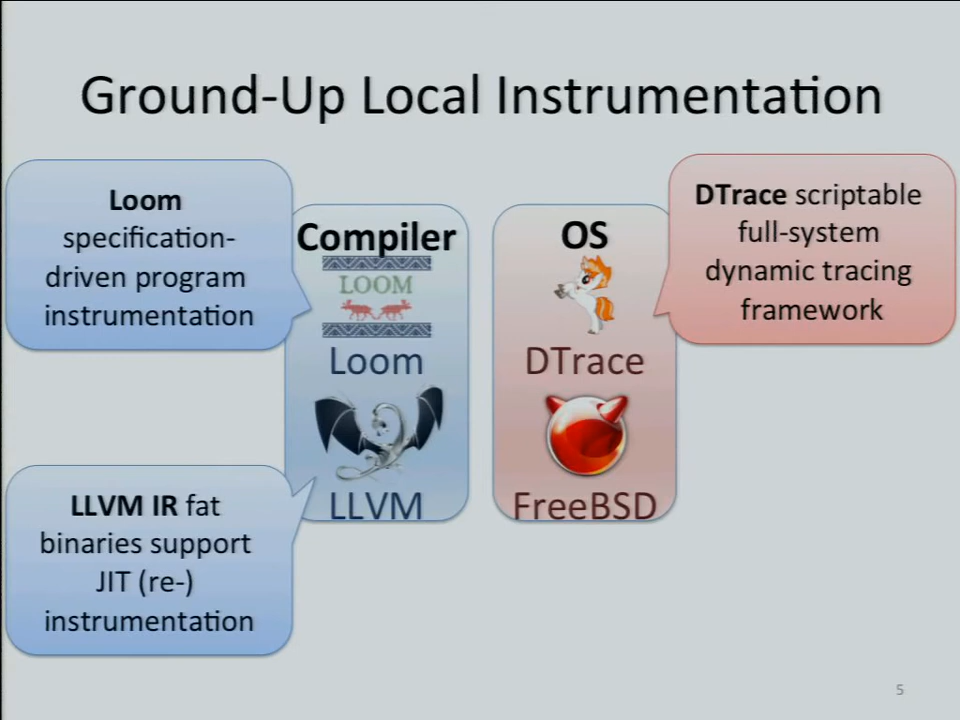 Ground-Up Local Instrumentation
Loom
specification-
driven program
instrumentation
Compiler
LOOM
Loom
LLVM
OS
DTrace
FreeBSD
DTrace scriptable
full-system
dynamic tracing
framework
LLVM IR fat
binaries support
JIT (re-)
instrumentation
5